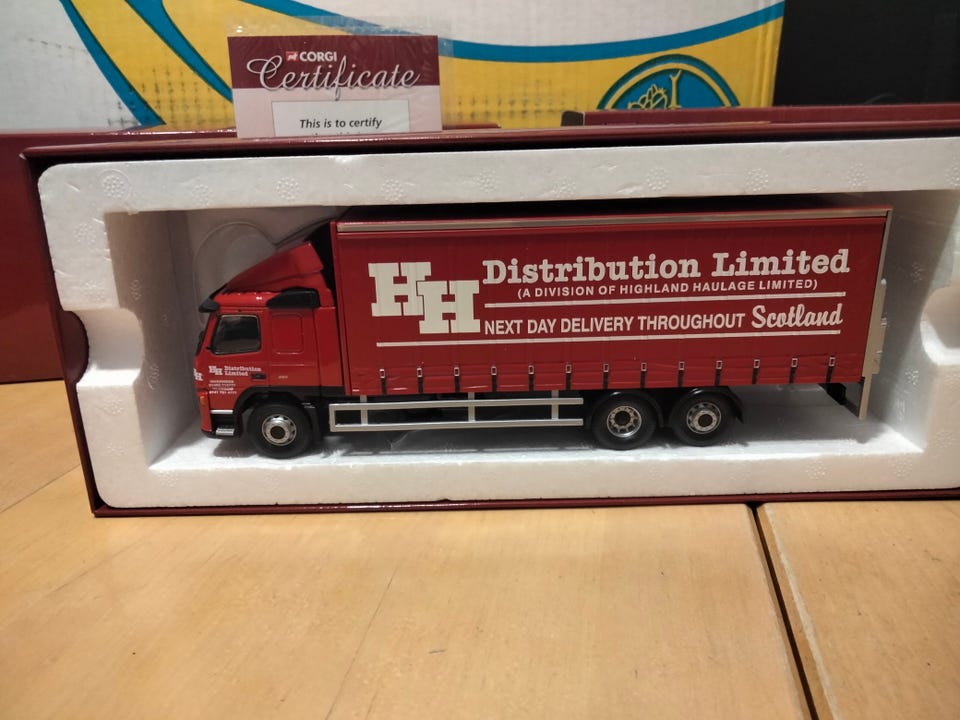 CORGI
Certificate
This is to certify
HH
Distribution Limited
(A DIVISION OF HIGHLAND HAULAGE LIMITED)
NEXT DAY DELIVERY THROUGHOUT Scotland
HH Distribution
Limited